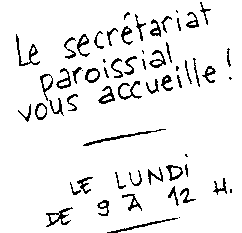 Le secrétariat
paroissial
vous accueille !
LE LUNDi
DE 9 À 12 H.